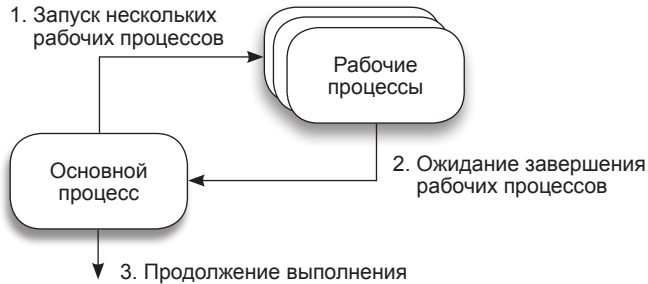 1. Запуск нескольких
рабочих процессов
Рабочие
процессы
2. Ожидание завершения
рабочих процессов
Основной
процесс
3. Продолжение выполнения